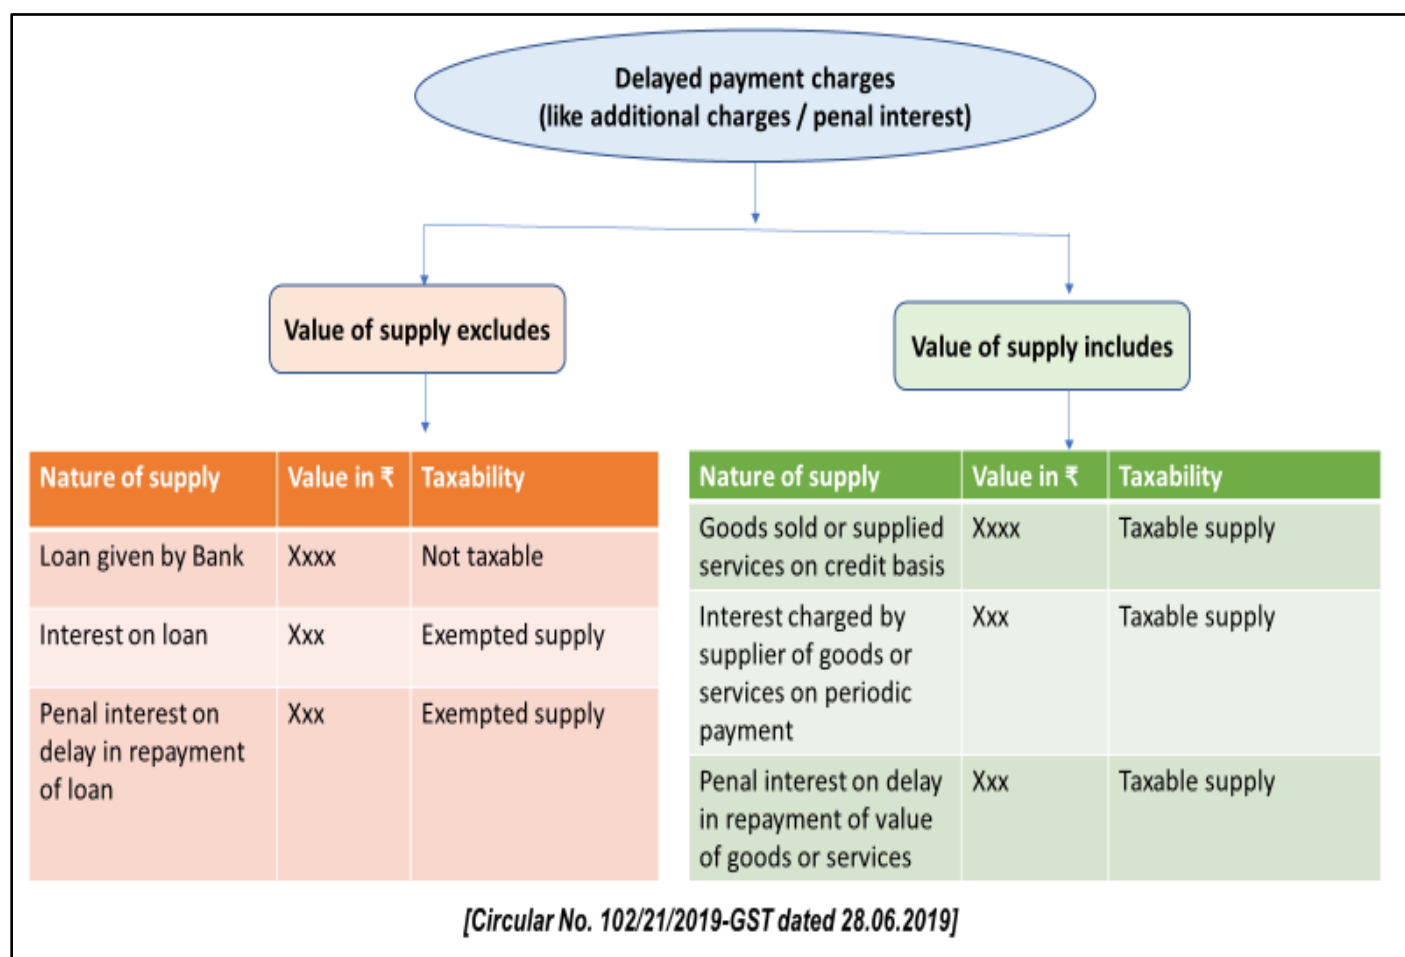 Delayed payment charges
(like additional charges / penal interest)
Value of supply excludes
Value of supply includes
Nature of supply Value in ₹ Taxability
Loan given by Bank Xxxx Not taxable
Interest on loan Xxx Exempted supply
Penal interest on Xxx Exempted supply
delay in repayment
of loan
Nature of supply Value in ₹ Taxability
Goods sold or supplied Xxxx Taxable supply
services on credit basis
Interest charged by Xxx Taxable supply
supplier of goods or
services on periodic
payment
Penal interest on delay Xxx Taxable supply
in repayment of value
of goods or services
[Circular No. 102/21/2019-GST dated 28.06.2019]